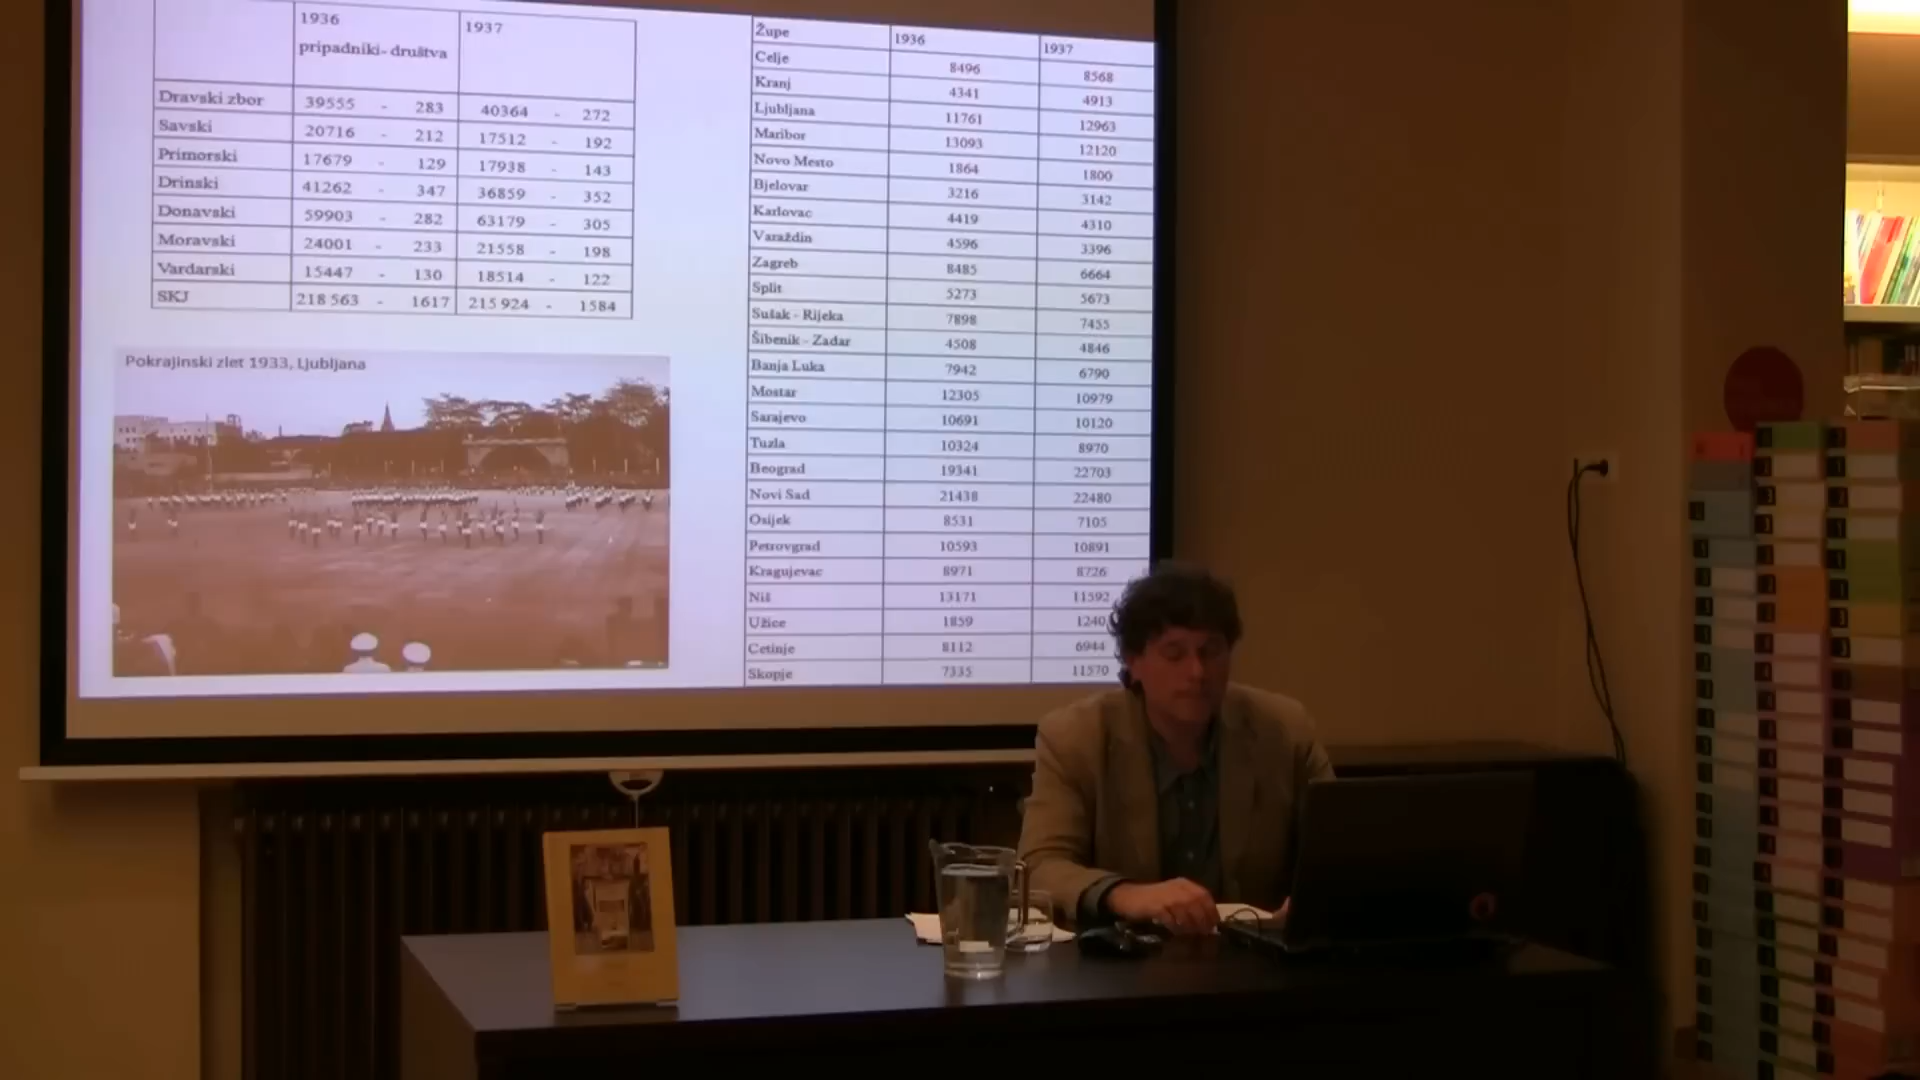 1936 1937
pripadniki- društva
Dravski zbor 39555 - 283 40364 - 272
Savski 20716 - 212 17512 - 192
Primorski 17679 - 129 17938 - 143
Drinski 41262 - 347 36859 - 352
Donavski 59903 - 282 63179 - 305
Moravski 24001 - 233 21558 - 198
Vardarski 15447 - 130 18514 - 122
SKJ 218 563 - 1617 215 924 - 1584
Pokrajinski zlet 1933, Ljubljana
Župe 1936 1937
Celje 8496 8568
Kranj 4341 4913
Ljubljana 11761 12963
Maribor 13093 12120
Novo Mesto 1864 1800
Bjelovar 3216 3142
Karlovac 4419 4310
Varaždin 4596 3396
Zagreb 8485 6664
Split 5273 5673
Sušak - Rijeka 7898 7455
Šibenik - Zadar 4508 4846
Banja Luka 7942 6790
Mostar 12305 10979
Sarajevo 10691 10120
Tuzla 10324 8970
Beograd 19341 22703
Novi Sad 21438 22480
Osijek 8531 7105
Petrovgrad 10593 10891
Kragujevac 8971 8726
Niš 13171 11592
Užice 1859 1240
Cetinje 8112 6944
Skopje 7335 11570